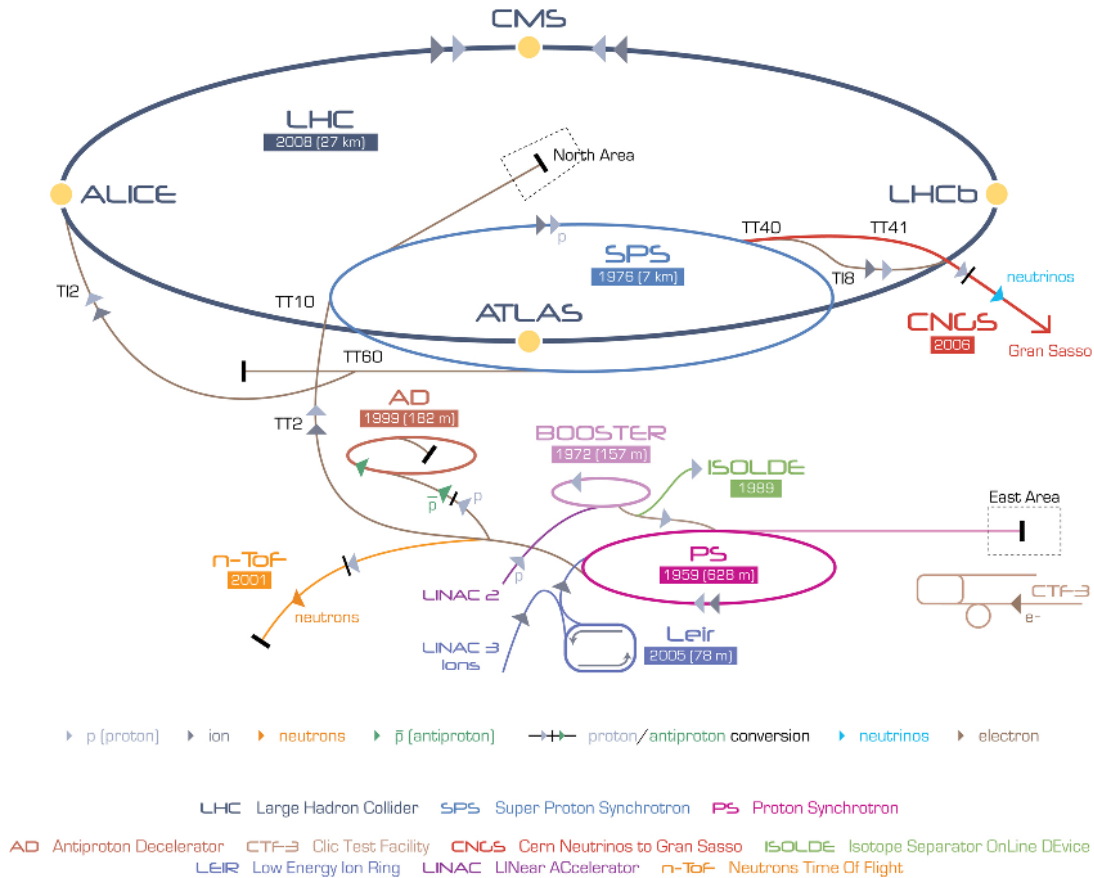 CMS
LHC
2008 (27 km)
North Area
ALICE
LHCb
TT40
TT41
SPS
1976 (7 km)
p
TI8
neutrinos
TI2
TT10
ATLAS
CNGS
2006
Gran Sasso
TT60
AD
1999 (182 m)
TT2
BOOSTER
1972 (157 m)
ISOLDE
1989
p̅
p
East Area
n-ToF
2001
PS
1959 (628 m)
p
LINAC 2
CTF-3
e-
neutrons
LINAC 3
Ions
Leir
2005 (78 m)
p (proton) ion neutrons p̅ (antiproton) proton/antiproton conversion neutrinos electron
LHC Large Hadron Collider SPS Super Proton Synchrotron PS Proton Synchrotron
AD Antiproton Decelerator CTF-3 Clic Test Facility CNGS Cern Neutrinos to Gran Sasso ISOLDE Isotope Separator OnLine DEvice
LEIR Low Energy Ion Ring LINAC LINear ACcelerator n-ToF Neutrons Time Of Flight